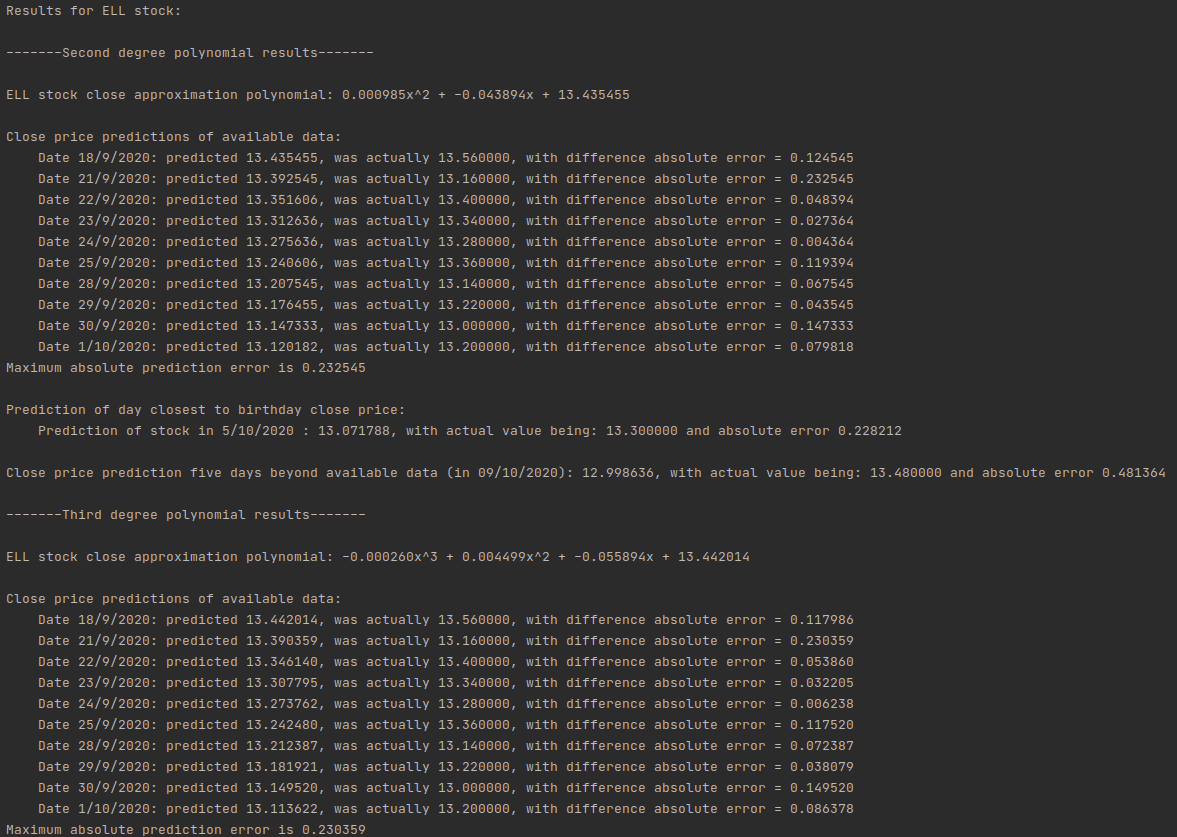 Results for ELL stock:
-------Second degree polynomial results-------
ELL stock close approximation polynomial: 0.000985x^2 + -0.043894x + 13.435455
Close price predictions of available data:
Date 18/9/2020: predicted 13.435455, was actually 13.560000, with difference absolute error = 0.124545
Date 21/9/2020: predicted 13.392545, was actually 13.160000, with difference absolute error = 0.232545
Date 22/9/2020: predicted 13.351606, was actually 13.400000, with difference absolute error = 0.048394
Date 23/9/2020: predicted 13.312636, was actually 13.340000, with difference absolute error = 0.027364
Date 24/9/2020: predicted 13.275636, was actually 13.280000, with difference absolute error = 0.004364
Date 25/9/2020: predicted 13.240606, was actually 13.360000, with difference absolute error = 0.119394
Date 28/9/2020: predicted 13.207545, was actually 13.140000, with difference absolute error = 0.067545
Date 29/9/2020: predicted 13.176455, was actually 13.220000, with difference absolute error = 0.043545
Date 30/9/2020: predicted 13.147333, was actually 13.000000, with difference absolute error = 0.147333
Date 1/10/2020: predicted 13.120182, was actually 13.200000, with difference absolute error = 0.079818
Maximum absolute prediction error is 0.232545
Prediction of day closest to birthday close price:
Prediction of stock in 5/10/2020 : 13.071788, with actual value being: 13.300000 and absolute error 0.228212
Close price prediction five days beyond available data (in 09/10/2020): 12.998636, with actual value being: 13.480000 and absolute error 0.481364
-------Third degree polynomial results-------
ELL stock close approximation polynomial: -0.000260x^3 + 0.004499x^2 + -0.055894x + 13.442014
Close price predictions of available data:
Date 18/9/2020: predicted 13.442014, was actually 13.560000, with difference absolute error = 0.117986
Date 21/9/2020: predicted 13.390359, was actually 13.160000, with difference absolute error = 0.230359
Date 22/9/2020: predicted 13.346140, was actually 13.400000, with difference absolute error = 0.053860
Date 23/9/2020: predicted 13.307795, was actually 13.340000, with difference absolute error = 0.032205
Date 24/9/2020: predicted 13.273762, was actually 13.280000, with difference absolute error = 0.006238
Date 25/9/2020: predicted 13.242480, was actually 13.360000, with difference absolute error = 0.117520
Date 28/9/2020: predicted 13.212387, was actually 13.140000, with difference absolute error = 0.072387
Date 29/9/2020: predicted 13.181921, was actually 13.220000, with difference absolute error = 0.038079
Date 30/9/2020: predicted 13.149520, was actually 13.000000, with difference absolute error = 0.149520
Date 1/10/2020: predicted 13.113622, was actually 13.200000, with difference absolute error = 0.086378
Maximum absolute prediction error is 0.230359